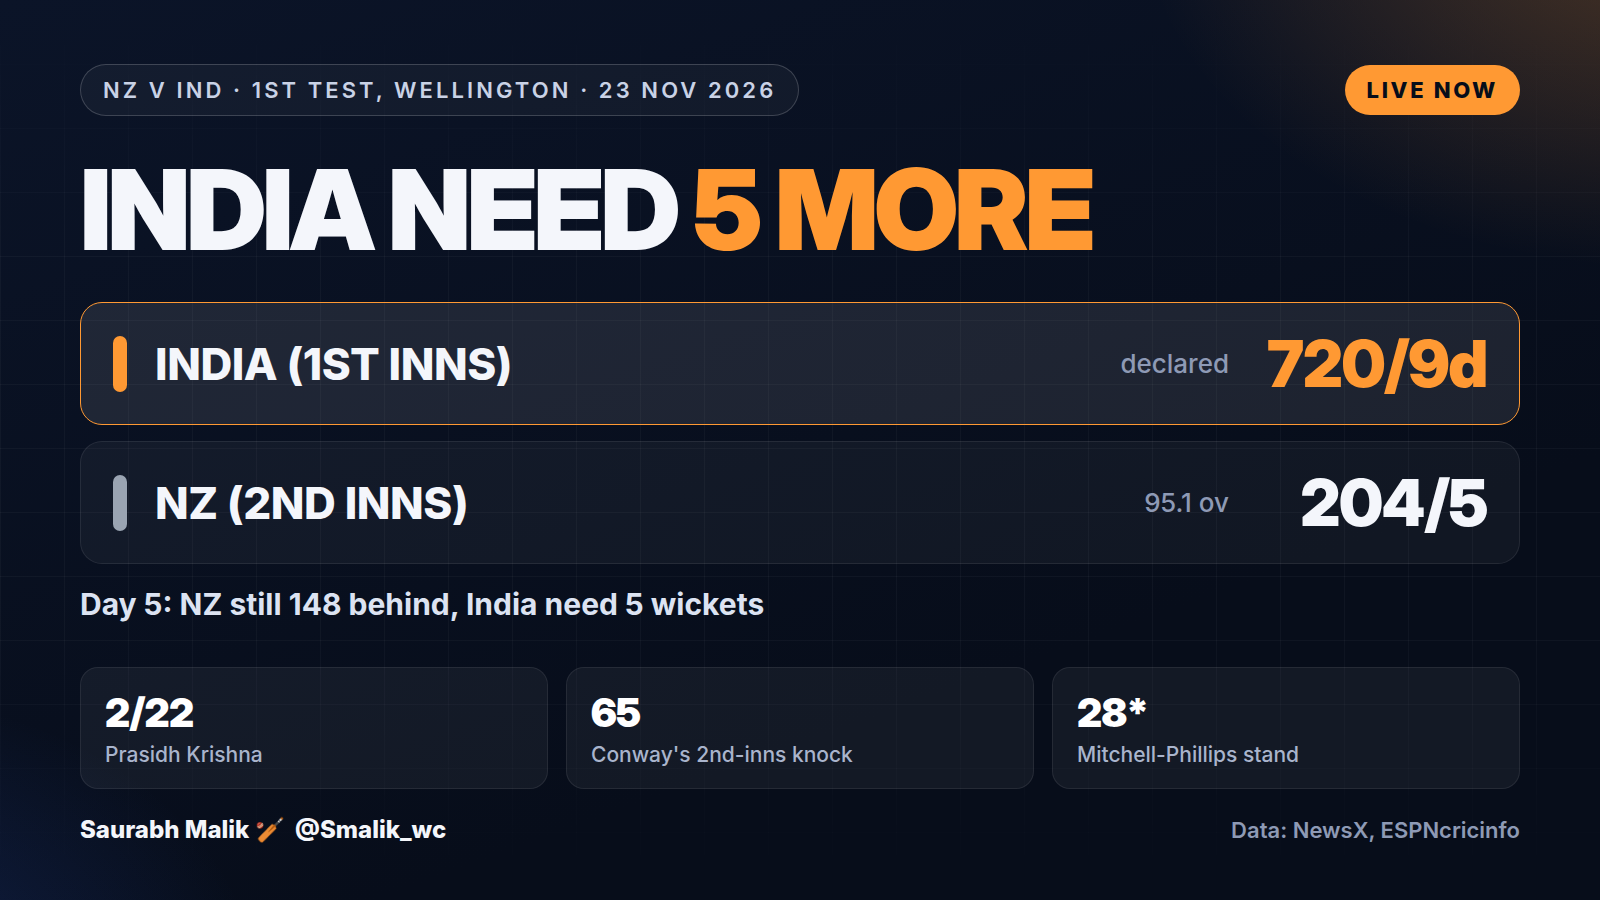 NZ V IND · 1ST TEST, WELLINGTON · 23 NOV 2026
LIVE NOW
INDIA NEED 5 MORE
INDIA (1ST INNS) declared 720/9d
NZ (2ND INNS) 95.1 ov 204/5
Day 5: NZ still 148 behind, India need 5 wickets
2/22
Prasidh Krishna
65
Conway's 2nd-inns knock
28*
Mitchell-Phillips stand
Saurabh Malik 🏏 @Smalik_wc
Data: NewsX, ESPNcricinfo